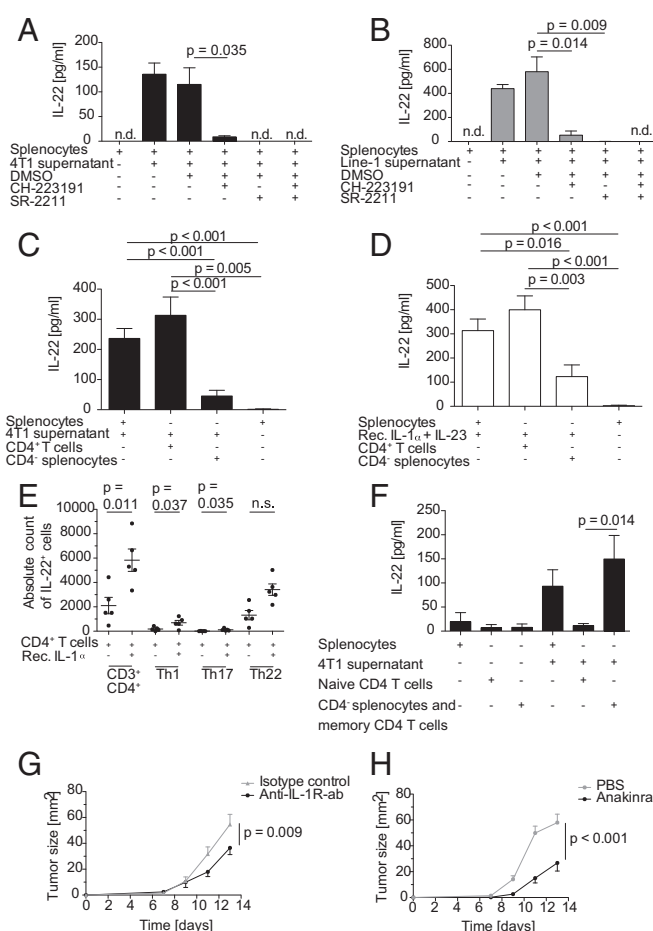 A
IL-22 [pg/ml]
200
150
100
50
0
p = 0.035
n.d.
n.d.
n.d.
Splenocytes + + + + + +
4T1 supernatant - + + + + +
DMSO - - + + + +
CH-223191 - - - + - +
SR-2211 - - - - + +
B
IL-22 [pg/ml]
800
600
400
200
0
p = 0.009
p = 0.014
n.d.
n.d.
Splenocytes + + + + + +
Line-1 supernatant - + + + + +
DMSO - - + + + +
CH-223191 - - - + - +
SR-2211 - - - - + +
C
IL-22 [pg/ml]
400
300
200
100
0
p < 0.001
p < 0.001
p = 0.005
p < 0.001
Splenocytes + +
4T1 supernatant + + +
CD4+ T cells +
CD4- splenocytes +
D
IL-22 [pg/ml]
500
400
300
200
100
0
p < 0.001
p = 0.016
p < 0.001
p = 0.003
Splenocytes + +
Rec. IL-1α + IL-23 + + +
CD4+ T cells +
CD4- splenocytes +
E
Absolute count
of IL-22+ cells
10000
8000
6000
4000
2000
0
p = 0.011
p = 0.037
p = 0.035
n.s.
CD4+ T cells + + + + + + + +
Rec. IL-1α - + - + - + - +
CD3+ CD4+
Th1
Th17
Th22
F
IL-22 [pg/ml]
250
200
150
100
50
0
p = 0.014
Splenocytes + - - + - -
4T1 supernatant - - - + + +
Naive CD4 T cells - + - - + -
CD4- splenocytes and - - + - - +
memory CD4 T cells
G
Tumor size [mm²]
80
60
40
20
0
Isotype control
Anti-IL-1R-ab
p = 0.009
0 2 4 6 8 10 12 14
Time [days]
H
Tumor size [mm²]
80
60
40
20
0
PBS
Anakinra
p < 0.001
0 2 4 6 8 10 12 14
Time [days]